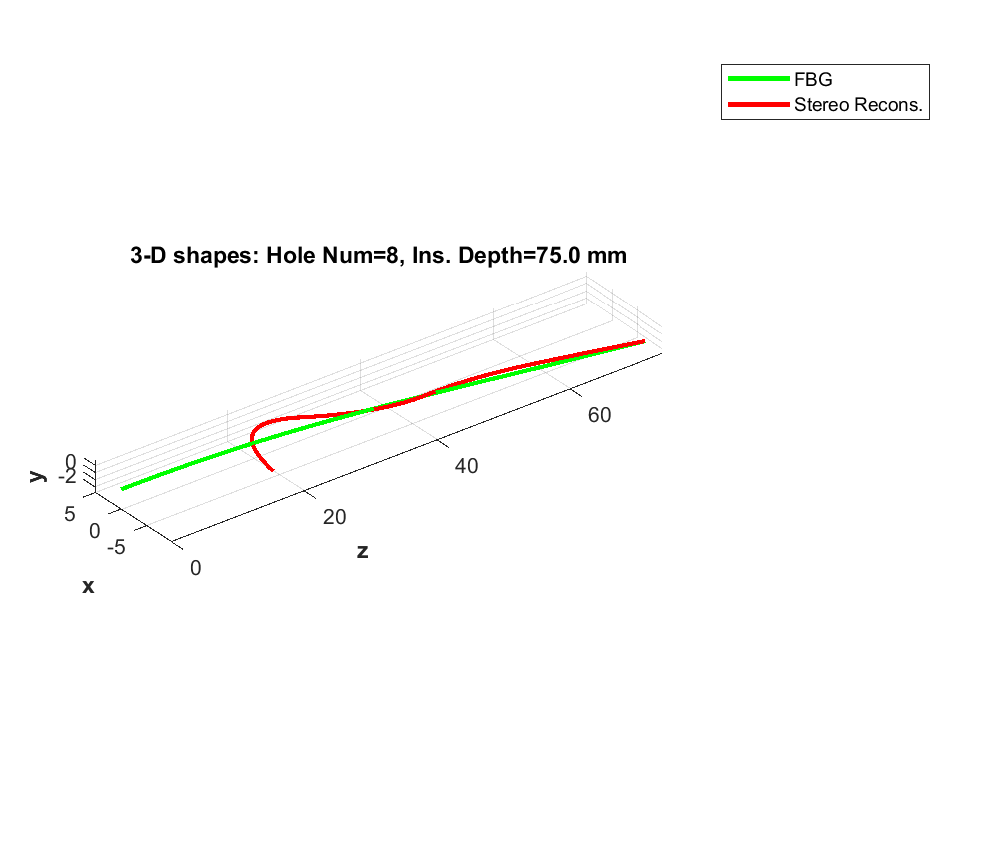 FBG
Stereo Recons.
3-D shapes: Hole Num=8, Ins. Depth=75.0 mm
60
40
20
0
z
0
-2
y
5
0
-5
x